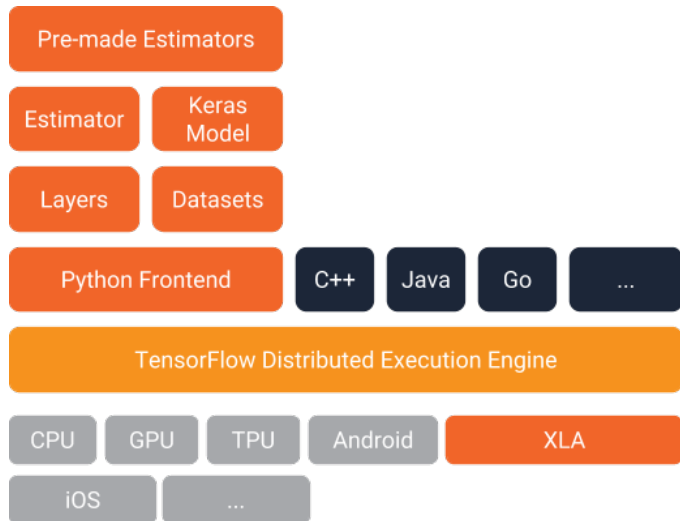 Pre-made Estimators
Estimator
Keras
Model
Layers
Datasets
Python Frontend
C++
Java
Go
...
TensorFlow Distributed Execution Engine
CPU
GPU
TPU
Android
XLA
iOS
...